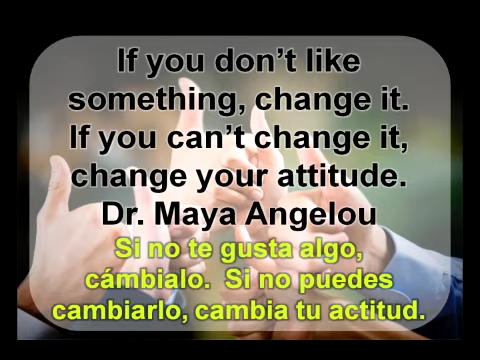 If you don’t like
something, change it.
If you can’t change it,
change your attitude.
Dr. Maya Angelou
Si no te gusta algo,
cámbialo.  Si no puedes
cambiarlo, cambia tu actitud.